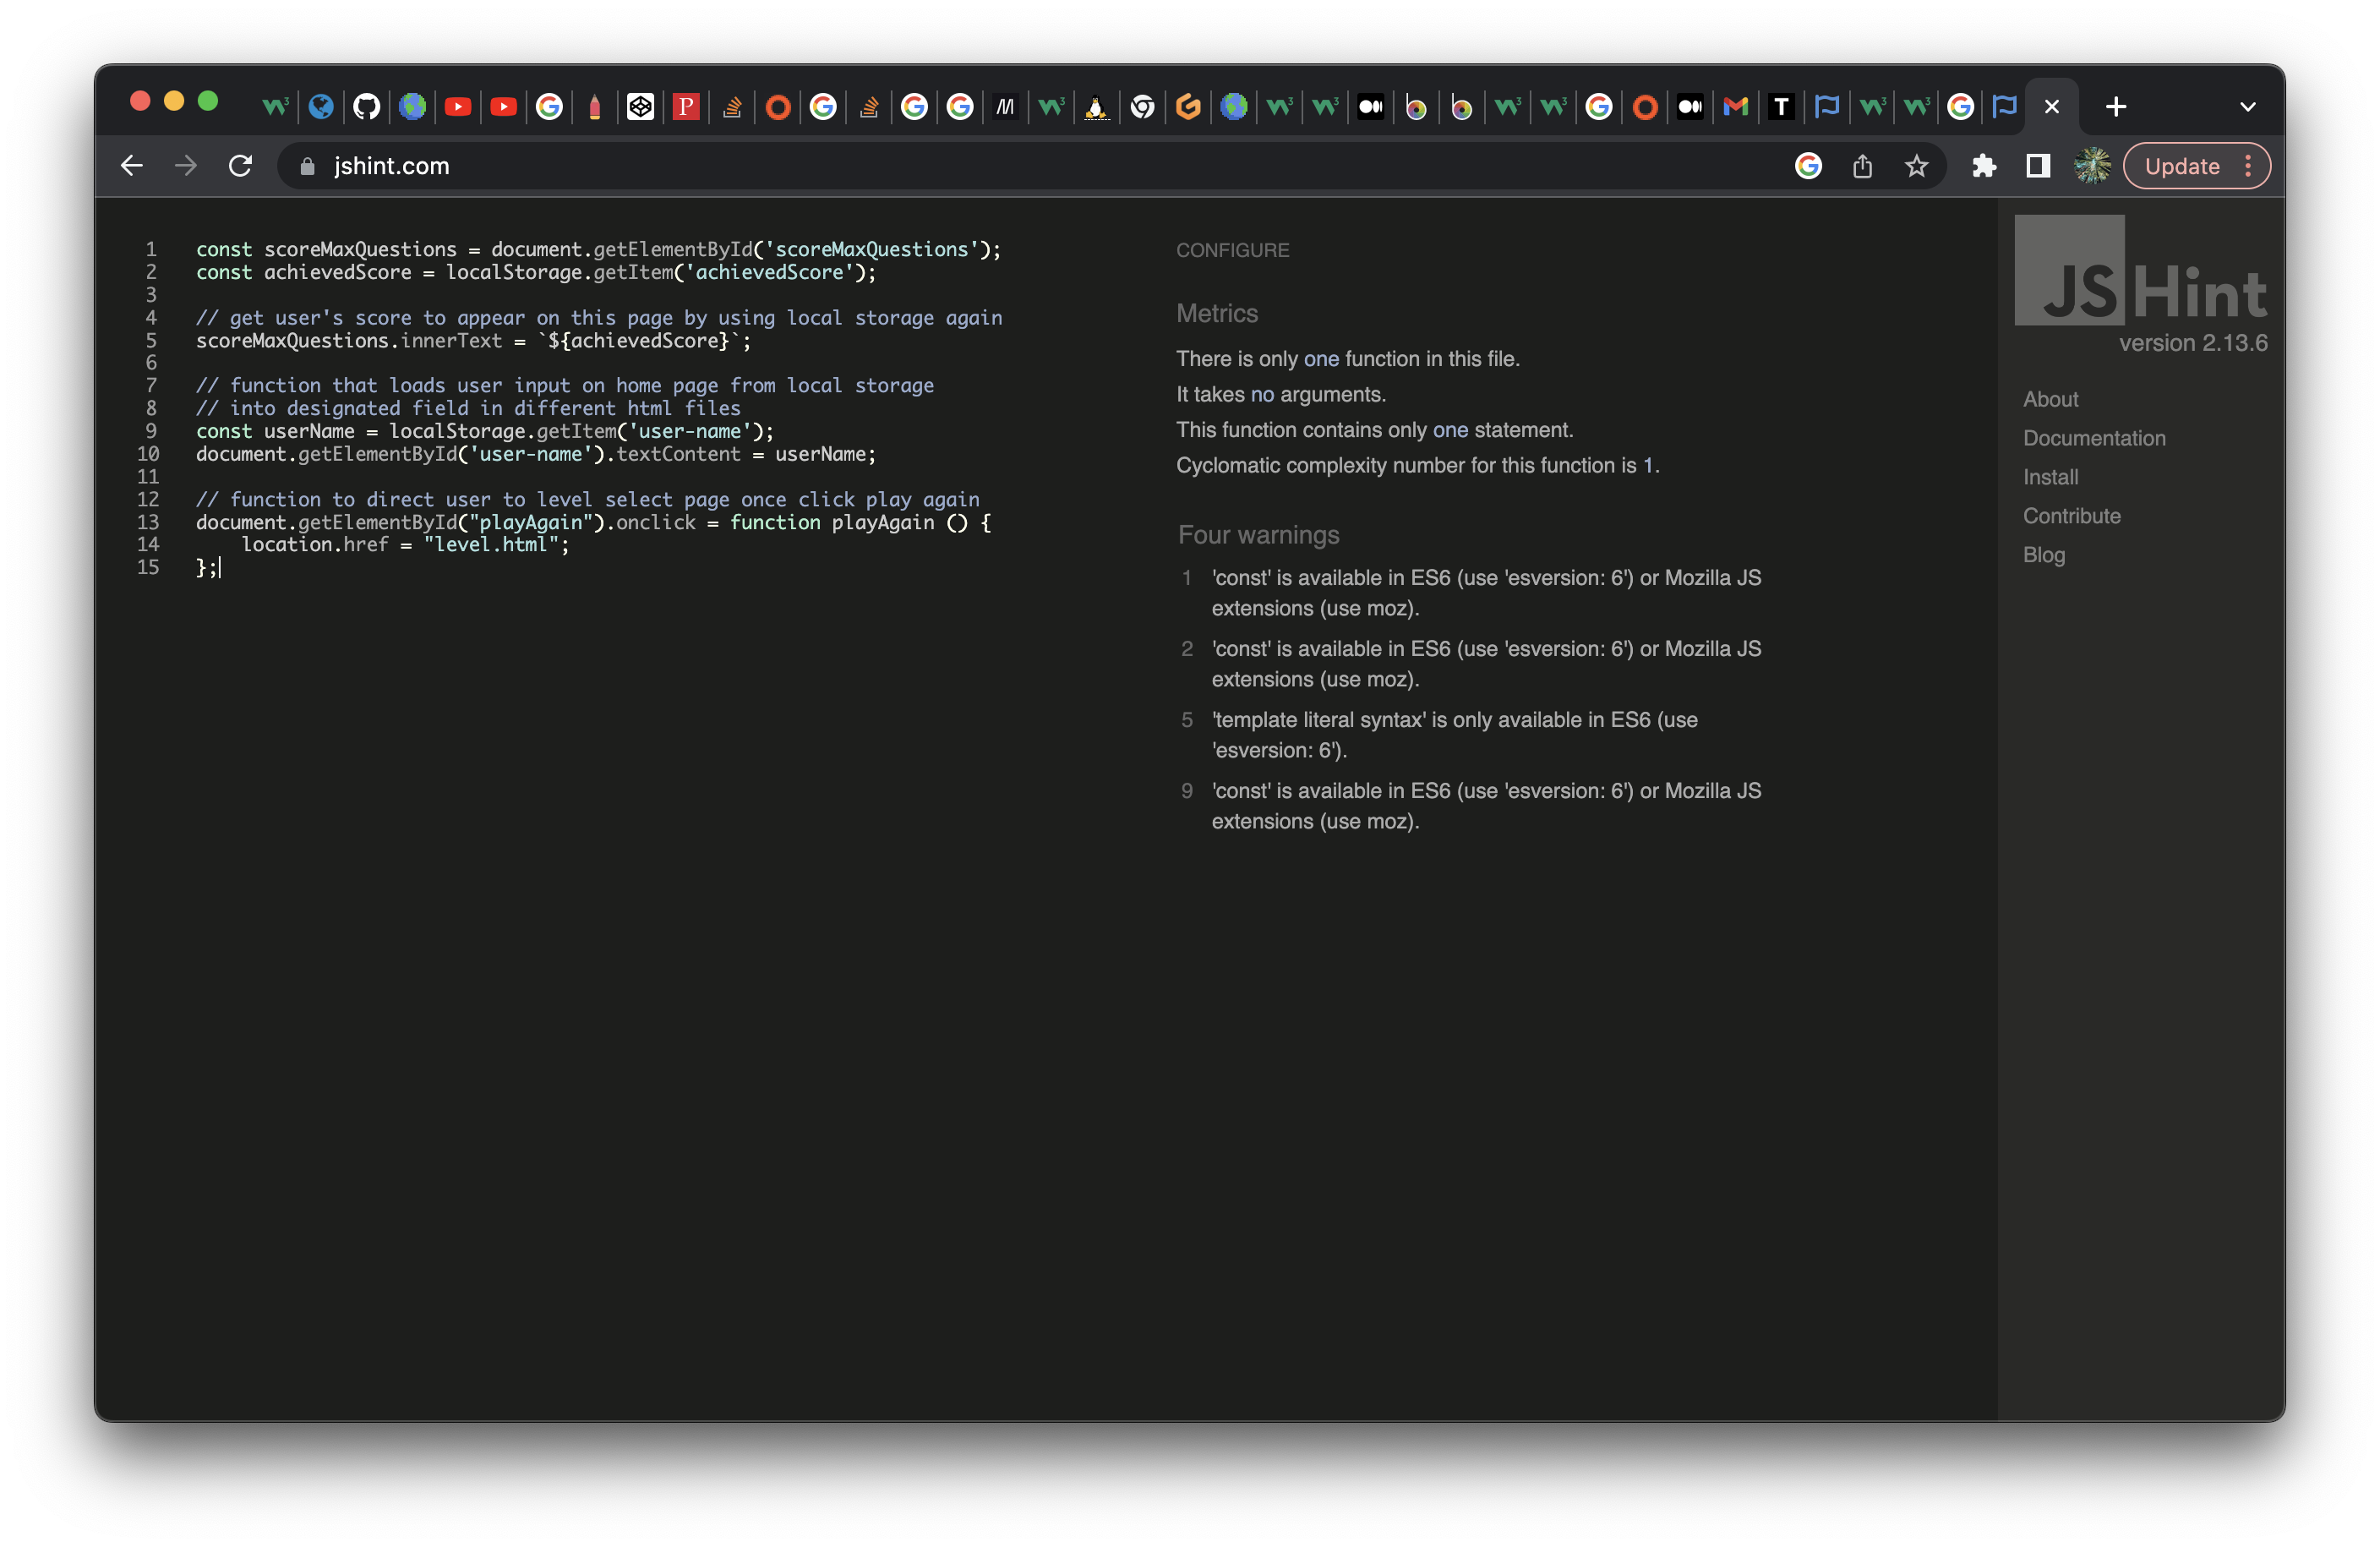 jshint.com
Update
1 const scoreMaxQuestions = document.getElementById('scoreMaxQuestions');
2 const achievedScore = localStorage.getItem('achievedScore');
3
4 // get user's score to appear on this page by using local storage again
5 scoreMaxQuestions.innerText = `${achievedScore}`;
6
7 // function that loads user input on home page from local storage
8 // into designated field in different html files
9 const userName = localStorage.getItem('user-name');
10 document.getElementById('user-name').textContent = userName;
11
12 // function to direct user to level select page once click play again
13 document.getElementById("playAgain").onclick = function playAgain () {
14     location.href = "level.html";
15 };
CONFIGURE
Metrics
There is only one function in this file.
It takes no arguments.
This function contains only one statement.
Cyclomatic complexity number for this function is 1.
Four warnings
1 'const' is available in ES6 (use 'esversion: 6') or Mozilla JS
extensions (use moz).
2 'const' is available in ES6 (use 'esversion: 6') or Mozilla JS
extensions (use moz).
5 'template literal syntax' is only available in ES6 (use
'esversion: 6').
9 'const' is available in ES6 (use 'esversion: 6') or Mozilla JS
extensions (use moz).
JSHint
version 2.13.6
About
Documentation
Install
Contribute
Blog